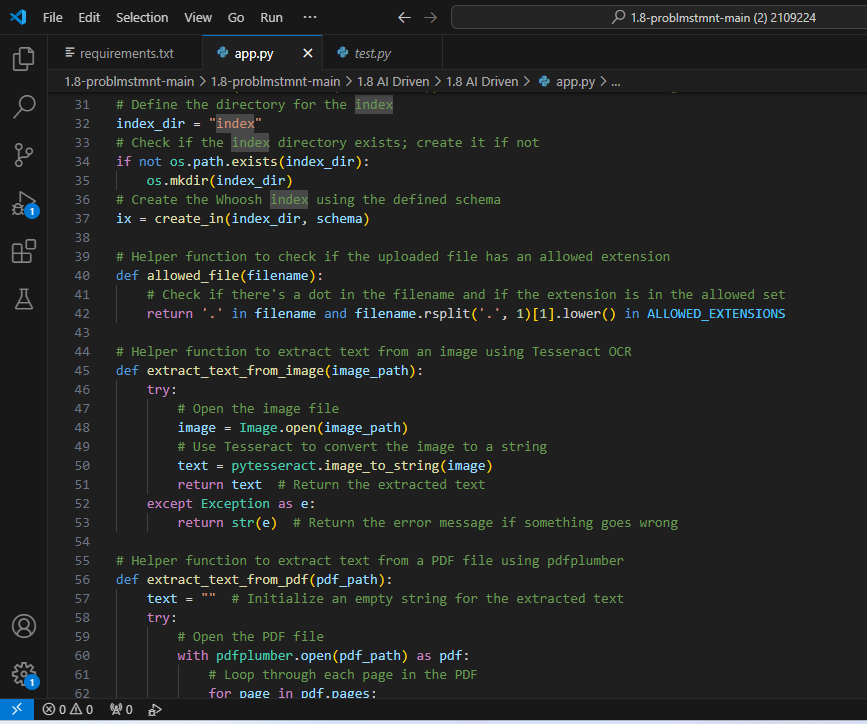 File Edit Selection View Go Run ··· ← → 1.8-problmstmnt-main (2) 2109224
requirements.txt app.py × test.py
1.8-problmstmnt-main > 1.8-problmstmnt-main > 1.8 AI Driven > 1.8 AI Driven > app.py > ...
31 # Define the directory for the index
32 index_dir = "index"
33 # Check if the index directory exists; create it if not
34 if not os.path.exists(index_dir):
35     os.mkdir(index_dir)
36 # Create the Whoosh index using the defined schema
37 ix = create_in(index_dir, schema)
38
39 # Helper function to check if the uploaded file has an allowed extension
40 def allowed_file(filename):
41     # Check if there's a dot in the filename and if the extension is in the allowed set
42     return '.' in filename and filename.rsplit('.', 1)[1].lower() in ALLOWED_EXTENSIONS
43
44 # Helper function to extract text from an image using Tesseract OCR
45 def extract_text_from_image(image_path):
46     try:
47         # Open the image file
48         image = Image.open(image_path)
49         # Use Tesseract to convert the image to a string
50         text = pytesseract.image_to_string(image)
51         return text  # Return the extracted text
52     except Exception as e:
53         return str(e)  # Return the error message if something goes wrong
54
55 # Helper function to extract text from a PDF file using pdfplumber
56 def extract_text_from_pdf(pdf_path):
57     text = ""  # Initialize an empty string for the extracted text
58     try:
59         # Open the PDF file
60         with pdfplumber.open(pdf_path) as pdf:
61             # Loop through each page in the PDF
62             for page in pdf.pages:
1
1
0 0 0